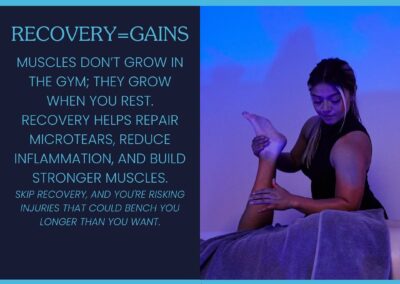 RECOVERY=GAINS
MUSCLES DON'T GROW IN
THE GYM; THEY GROW
WHEN YOU REST.
RECOVERY HELPS REPAIR
MICROTEARS, REDUCE
INFLAMMATION, AND BUILD
STRONGER MUSCLES.
SKIP RECOVERY, AND YOU'RE RISKING
INJURIES THAT COULD BENCH YOU
LONGER THAN YOU WANT.